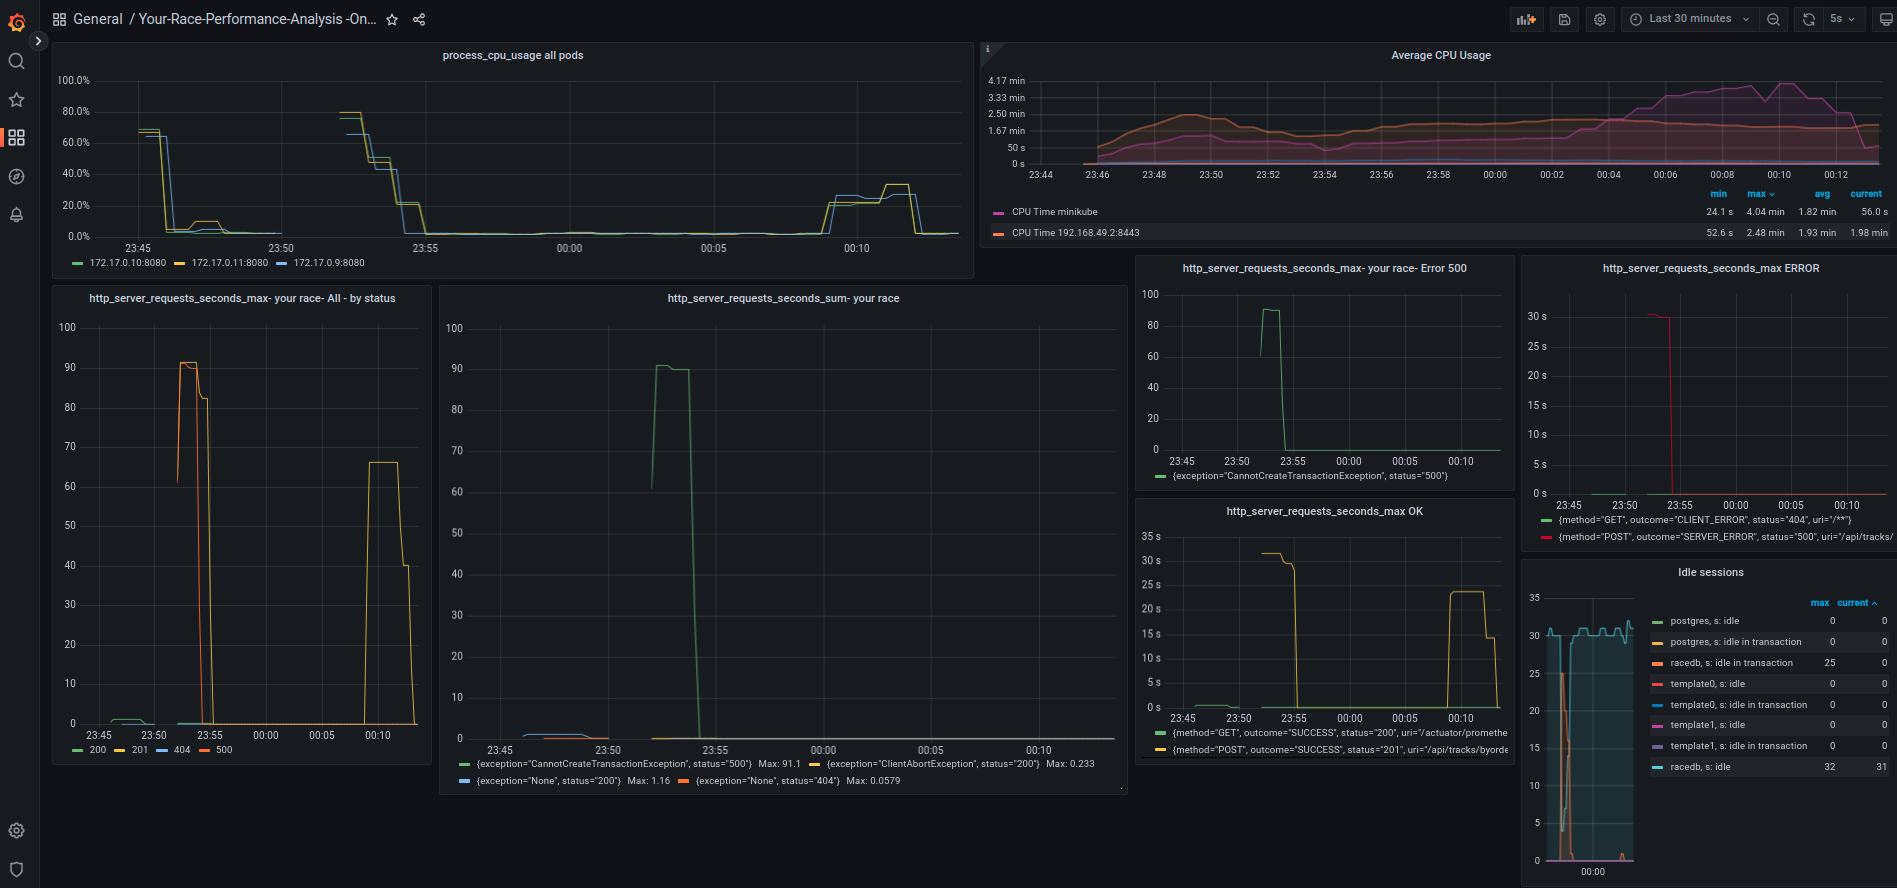 General / Your-Race-Performance-Analysis -On...
Last 30 minutes
5s
process_cpu_usage all pods
100.0%
80.0%
60.0%
40.0%
20.0%
0.0%
23:45 23:50 23:55 00:00 00:05 00:10
172.17.0.10:8080 172.17.0.11:8080 172.17.0.9:8080
i
Average CPU Usage
4.17 min
3.33 min
2.50 min
1.67 min
50 s
0 s
23:44 23:46 23:48 23:50 23:52 23:54 23:56 23:58 00:00 00:02 00:04 00:06 00:08 00:10 00:12
min max avg current
CPU Time minikube 24.1 s 4.04 min 1.82 min 56.0 s
CPU Time 192.168.49.2:8443 52.6 s 2.48 min 1.93 min 1.98 min
http_server_requests_seconds_max- your race- All - by status
100
90
80
70
60
50
40
30
20
10
0
23:45 23:50 23:55 00:00 00:05 00:10
200 201 404 500
http_server_requests_seconds_sum- your race
100
90
80
70
60
50
40
30
20
10
0
23:45 23:50 23:55 00:00 00:05 00:10
{exception="CannotCreateTransactionException", status="500"} Max: 91.1 {exception="ClientAbortException", status="200"} Max: 0.233
{exception="None", status="200"} Max: 1.16 {exception="None", status="404"} Max: 0.0579
http_server_requests_seconds_max- your race- Error 500
100
80
60
40
20
0
23:45 23:50 23:55 00:00 00:05 00:10
{exception="CannotCreateTransactionException", status="500"}
http_server_requests_seconds_max ERROR
30 s
25 s
20 s
15 s
10 s
5 s
0 s
23:45 23:50 23:55 00:00 00:05 00:10
{method="GET", outcome="CLIENT_ERROR", status="404", uri="/**"}
{method="POST", outcome="SERVER_ERROR", status="500", uri="/api/tracks/
http_server_requests_seconds_max OK
35 s
30 s
25 s
20 s
15 s
10 s
5 s
0 s
23:45 23:50 23:55 00:00 00:05 00:10
{method="GET", outcome="SUCCESS", status="200", uri="/actuator/promethe
{method="POST", outcome="SUCCESS", status="201", uri="/api/tracks/byorde
Idle sessions
35
30
25
20
15
10
5
0
00:00
max current
postgres, s: idle 0 0
postgres, s: idle in transaction 0 0
racedb, s: idle in transaction 25 0
template0, s: idle 0 0
template0, s: idle in transaction 0 0
template1, s: idle 0 0
template1, s: idle in transaction 0 0
racedb, s: idle 32 31